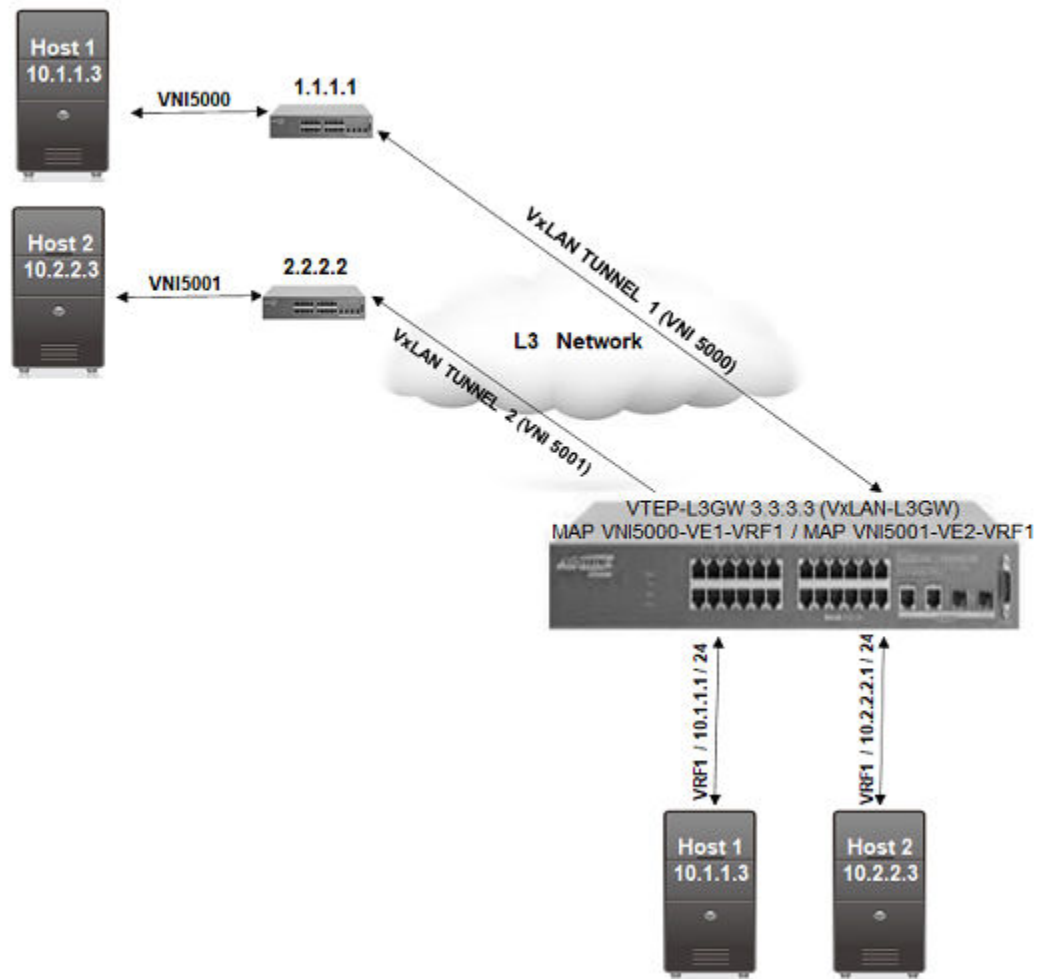 Host 1
10.1.1.3
VNI5000
1.1.1.1
Host 2
10.2.2.3
VNI5001
2.2.2.2
VxLAN TUNNEL 1 (VNI 5000)
L3 Network
VxLAN TUNNEL 2 (VNI 5001)
VTEP-L3GW 3.3.3.3 (VxLAN-L3GW)
MAP VNI5000-VE1-VRF1 / MAP VNI5001-VE2-VRF1
VRF1 / 10.1.1.1 / 24
VRF1 / 10.2.2.2.1 / 24
Host 1
10.1.1.3
Host 2
10.2.2.3